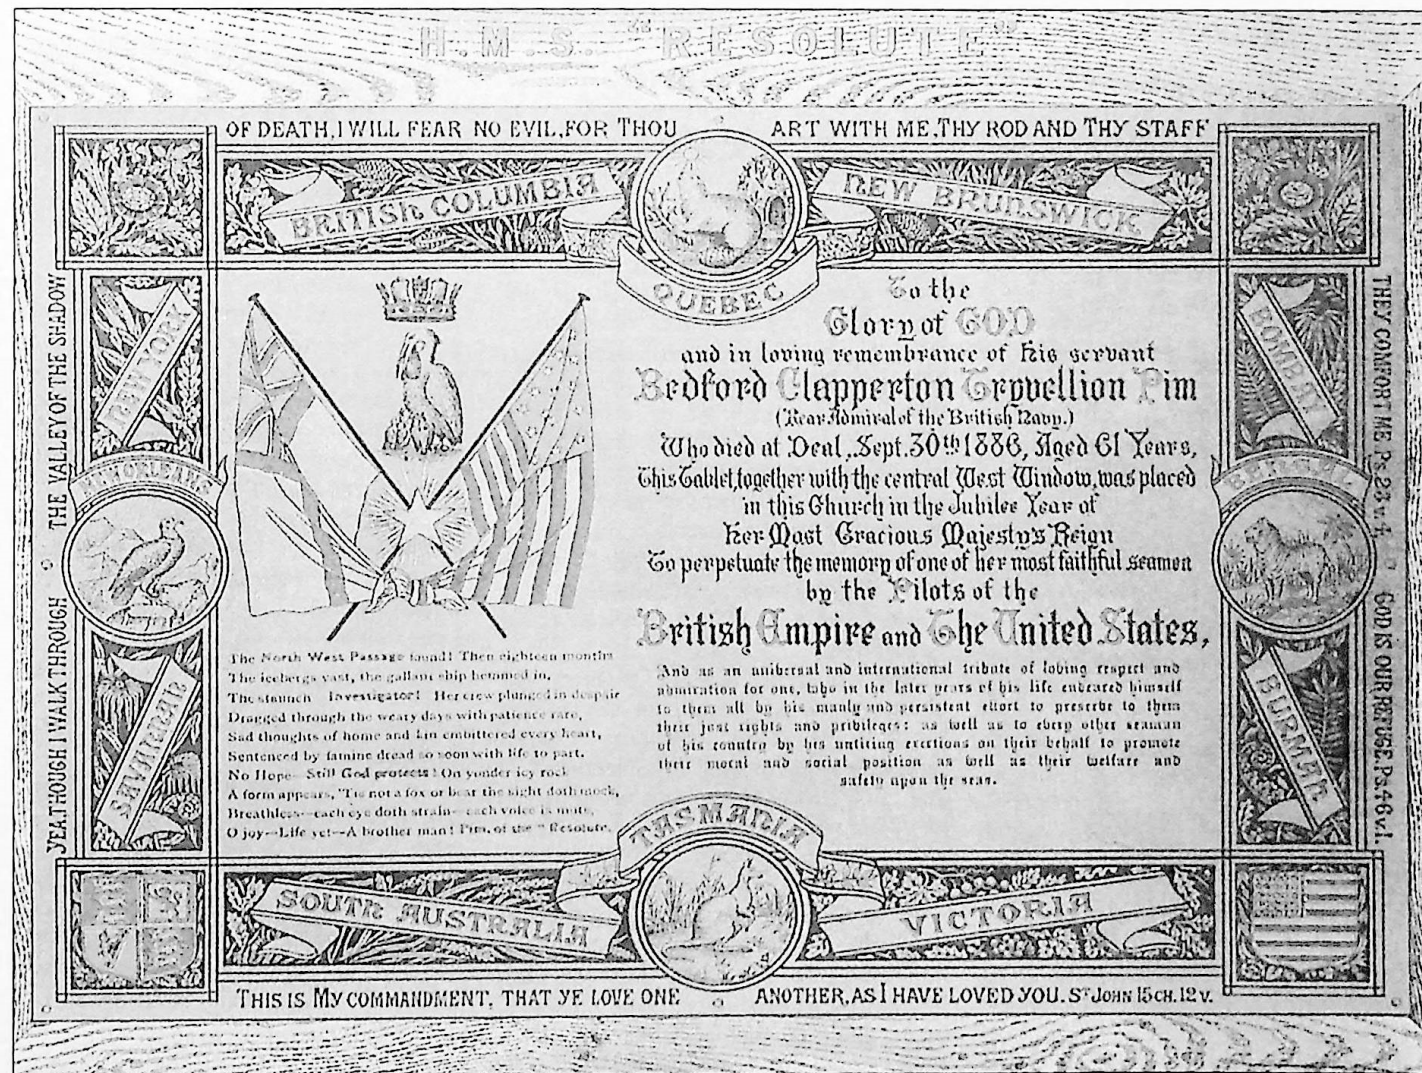 H.M.S. "RESOLUTE"
OF DEATH, I WILL FEAR NO EVIL, FOR THOU ART WITH ME, THY ROD AND THY STAFF
BRITISH COLUMBIA
NEW BRUNSWICK
QUEBEC
YEA THOUGH I WALK THROUGH THE VALLEY OF THE SHADOW
NEW YORK
NEW ORLEANS
SAVANNAH
To the
Glory of GOD
and in loving remembrance of his servant
Bedford Clapperton Tryvellion Pim
(Rear Admiral of the British Navy.)
Who died at Deal, Sept. 30th 1886, Aged 61 Years,
This Tablet, together with the central West Window, was placed
in this Church in the Jubilee Year of
Her Most Gracious Majesty's Reign
To perpetuate the memory of one of her most faithful seamen
by the Pilots of the
British Empire and The United States,
And as an universal and international tribute of loving respect and
admiration for one, who in the later years of his life endeared himself
to them all by his manly and persistent effort to preserve to them
their just rights and privileges: as well as to every other seaman
of his country by his untiring exertions on their behalf to promote
their moral and social position as well as their welfare and
safety upon the seas.
The North West Passage found! Then eighteen months
The icebergs vast, the gallant ship hemmed in,
The staunch Investigator! Her crew plunged in despair
Dragged through the weary days with patience rare,
Sad thoughts of home and kin embittered every heart,
Sentenced by famine dread so soon with life to part.
No Hope—Still God protects! On yonder icy rock
A form appears, 'Tis not a fox or bear the sight doth mock,
Breathless—each eye doth strain—each voice is mute,
O joy—Life yet—A brother man! Pim, of the "Resolute.
BOMBAY
BENGAL
BURMAH
THEY COMFORT ME. Ps. 23. v. 4. GOD IS OUR REFUGE. Ps. 46. v. 1.
TASMANIA
SOUTH AUSTRALIA
VICTORIA
THIS IS MY COMMANDMENT, THAT YE LOVE ONE ANOTHER, AS I HAVE LOVED YOU. ST JOHN 15 CH. 12 V.